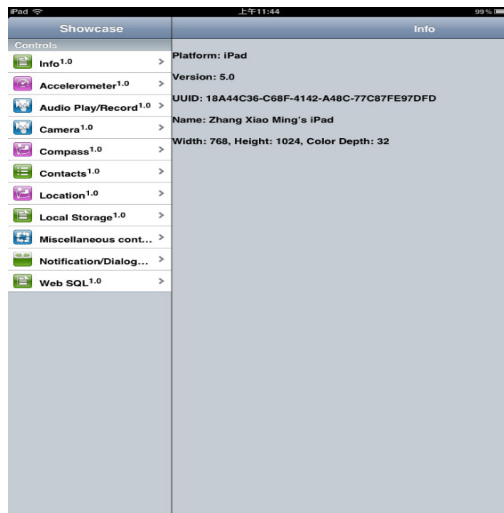 iPad 上午11:44 99%
Showcase
Info
Controls
Info1.0
Accelerometer1.0
Audio Play/Record1.0
Camera1.0
Compass1.0
Contacts1.0
Location1.0
Local Storage1.0
Miscellaneous cont...
Notification/Dialog...
Web SQL1.0
Platform: iPad
Version: 5.0
UUID: 18A44C36-C68F-4142-A48C-77C87FE97DFD
Name: Zhang Xiao Ming's iPad
Width: 768, Height: 1024, Color Depth: 32